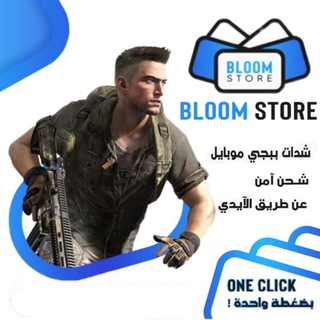 BLOOM
STORE
BLOOM STORE
شدات ببجي موبايل
شحن آمن
عن طريق الآيدي
ONE CLICK
بضغطة واحدة !